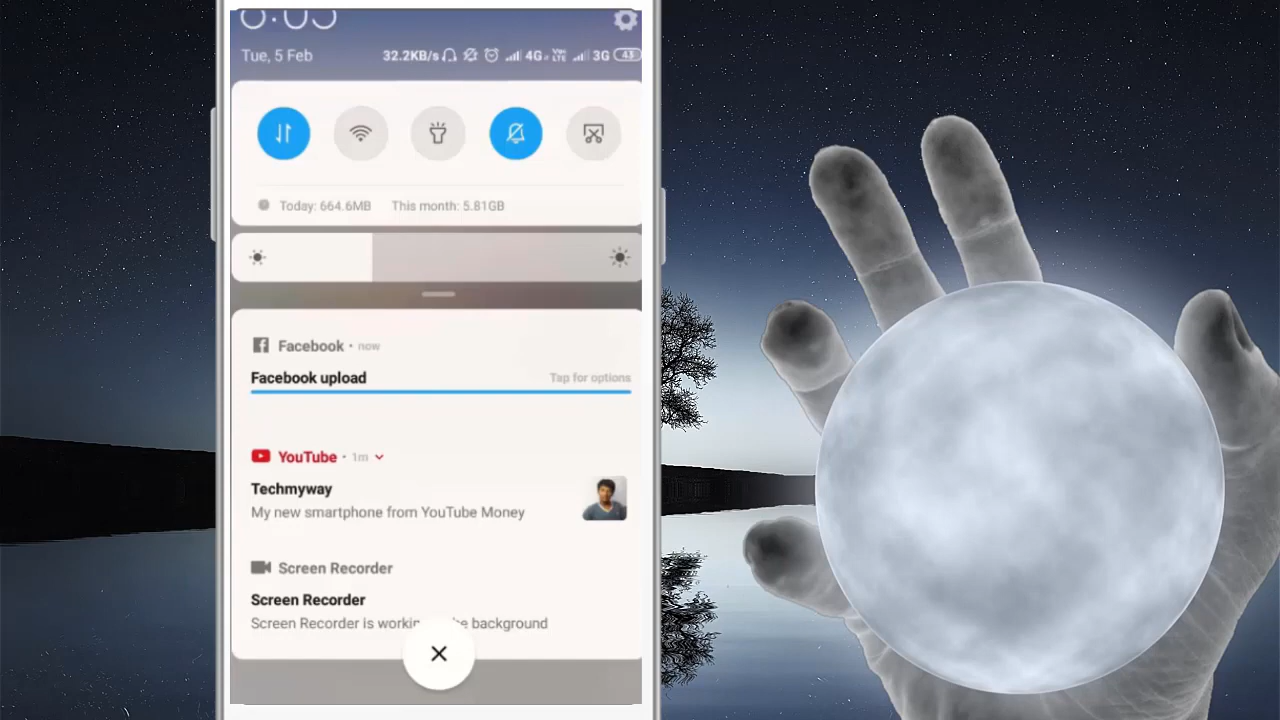 Tue, 5 Feb 32.2KB/s 4G VoLTE 3G 43
Today: 664.6MB This month: 5.81GB
Facebook • now
Facebook upload Tap for options
YouTube • 1m
Techmyway
My new smartphone from YouTube Money
Screen Recorder
Screen Recorder
Screen Recorder is background